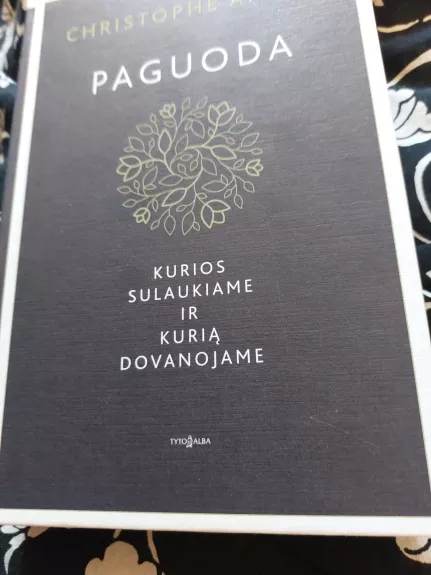 CHRISTOPHE
PAGUODA
KURIOS
SULAUKIAME
IR
KURIĄ
DOVANOJAME
TYTO ALBA